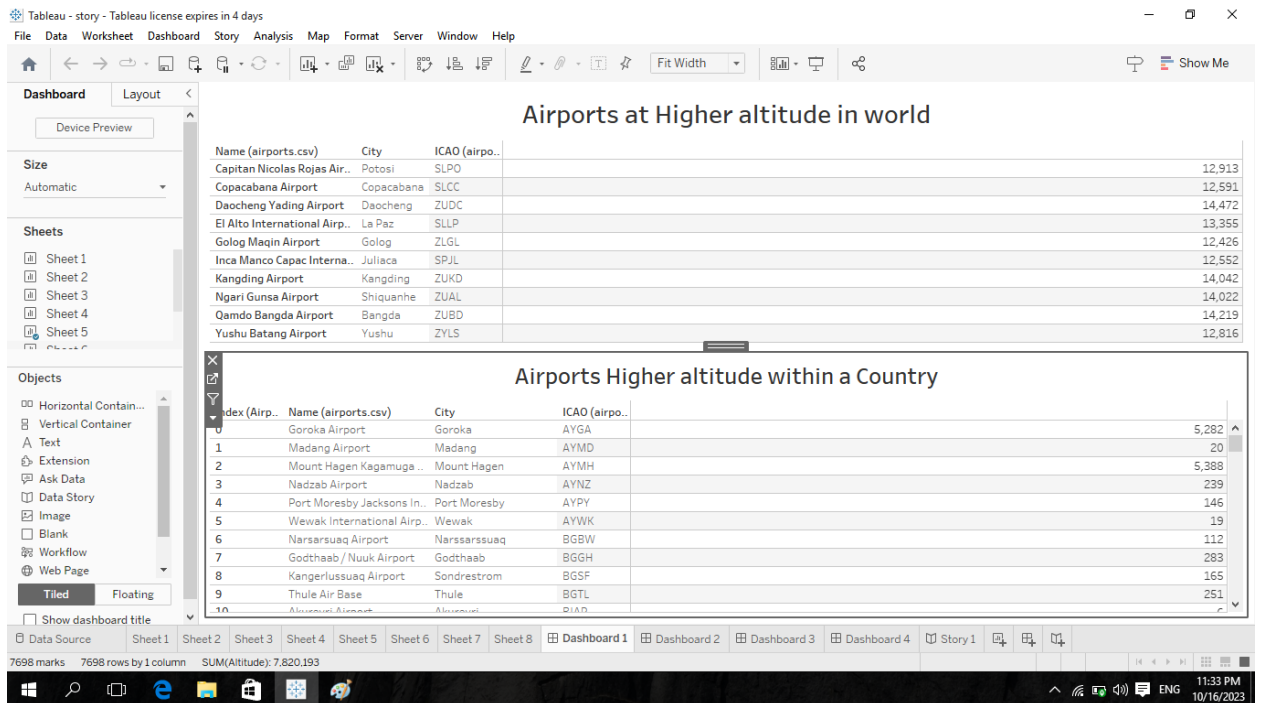 Tableau - story - Tableau license expires in 4 days
File Data Worksheet Dashboard Story Analysis Map Format Server Window Help
Fit Width
Show Me
Dashboard Layout
Device Preview
Size
Automatic
Sheets
Sheet 1
Sheet 2
Sheet 3
Sheet 4
Sheet 5
Objects
Horizontal Contain...
Vertical Container
Text
Extension
Ask Data
Data Story
Image
Blank
Workflow
Web Page
Tiled Floating
Show dashboard title
Airports at Higher altitude in world
Name (airports.csv) City ICAO (airpo..
Capitan Nicolas Rojas Air.. Potosi SLPO 12,913
Copacabana Airport Copacabana SLCC 12,591
Daocheng Yading Airport Daocheng ZUDC 14,472
El Alto International Airp.. La Paz SLLP 13,355
Golog Maqin Airport Golog ZLGL 12,426
Inca Manco Capac Interna.. Juliaca SPJL 12,552
Kangding Airport Kangding ZUKD 14,042
Ngari Gunsa Airport Shiquanhe ZUAL 14,022
Qamdo Bangda Airport Bangda ZUBD 14,219
Yushu Batang Airport Yushu ZYLS 12,816
Airports Higher altitude within a Country
ndex (Airp.. Name (airports.csv) City ICAO (airpo..
0 Goroka Airport Goroka AYGA 5,282
1 Madang Airport Madang AYMD 20
2 Mount Hagen Kagamuga .. Mount Hagen AYMH 5,388
3 Nadzab Airport Nadzab AYNZ 239
4 Port Moresby Jacksons In.. Port Moresby AYPY 146
5 Wewak International Airp.. Wewak AYWK 19
6 Narsarsuaq Airport Narssarssuaq BGBW 112
7 Godthaab / Nuuk Airport Godthaab BGGH 283
8 Kangerlussuaq Airport Sondrestrom BGSF 165
9 Thule Air Base Thule BGTL 251
Data Source Sheet 1 Sheet 2 Sheet 3 Sheet 4 Sheet 5 Sheet 6 Sheet 7 Sheet 8 Dashboard 1 Dashboard 2 Dashboard 3 Dashboard 4 Story 1
7698 marks 7698 rows by 1 column SUM(Altitude): 7,820,193
ENG
11:33 PM
10/16/2023